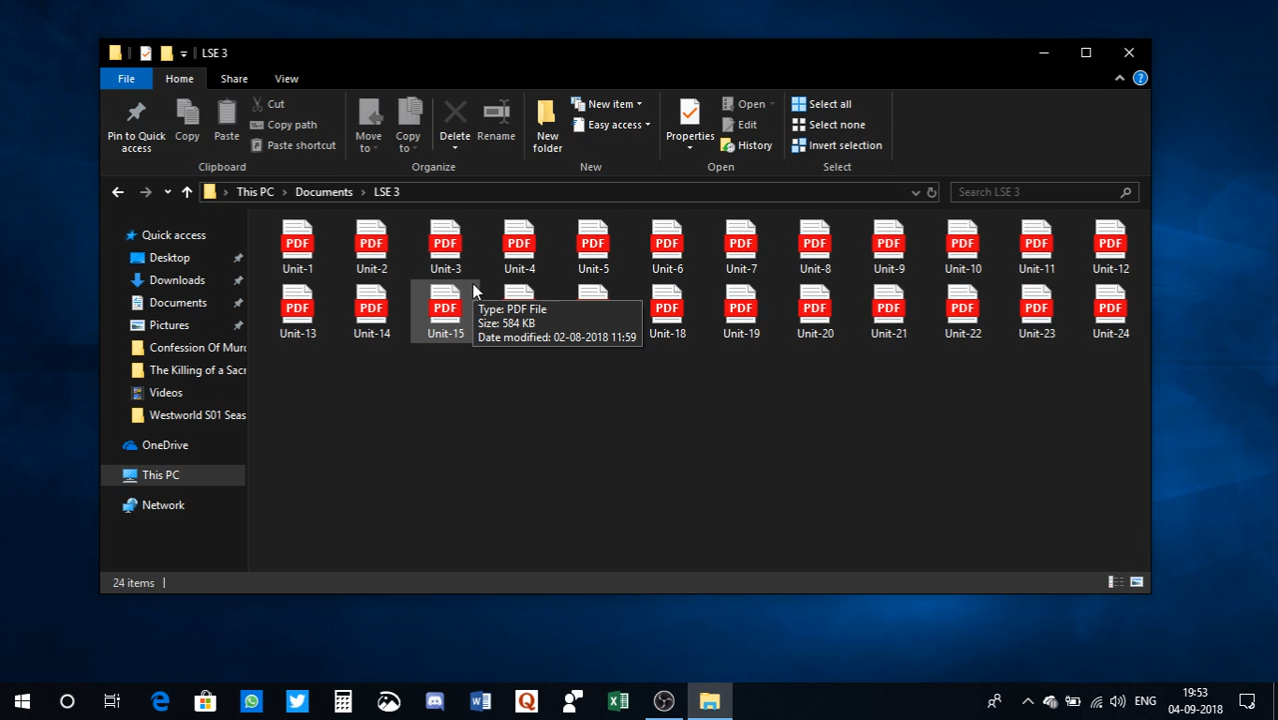 LSE 3
File Home Share View
Pin to Quick access
Copy
Paste
Cut
Copy path
Paste shortcut
Clipboard
Move to
Copy to
Delete
Rename
Organize
New folder
New item
Easy access
New
Properties
Open
Edit
History
Open
Select all
Select none
Invert selection
Select
This PC Documents LSE 3
Search LSE 3
Quick access
Desktop
Downloads
Documents
Pictures
Confession Of Mur
The Killing of a Sacr
Videos
Westworld S01 Seas
OneDrive
This PC
Network
PDF PDF PDF PDF PDF PDF PDF PDF PDF PDF PDF PDF
Unit-1 Unit-2 Unit-3 Unit-4 Unit-5 Unit-6 Unit-7 Unit-8 Unit-9 Unit-10 Unit-11 Unit-12
PDF PDF PDF PDF PDF PDF PDF PDF PDF PDF
Unit-13 Unit-14 Unit-15 Unit-18 Unit-19 Unit-20 Unit-21 Unit-22 Unit-23 Unit-24
Type: PDF File
Size: 584 KB
Date modified: 02-08-2018 11:59
24 items
ENG
19:53
04-09-2018